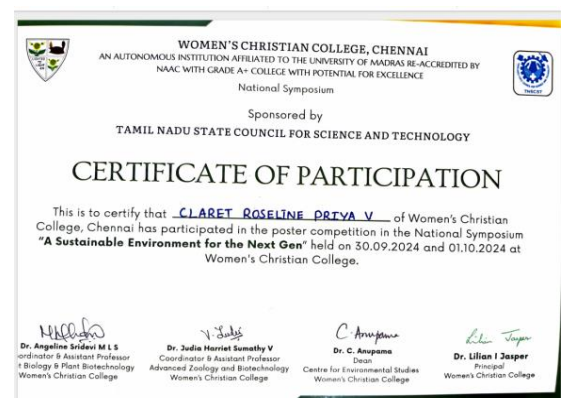 WOMEN'S CHRISTIAN COLLEGE, CHENNAI
AN AUTONOMOUS INSTITUTION AFFILIATED TO THE UNIVERSITY OF MADRAS RE-ACCREDITED BY
NAAC WITH GRADE A+ COLLEGE WITH POTENTIAL FOR EXCELLENCE
National Symposium
Sponsored by
TAMIL NADU STATE COUNCIL FOR SCIENCE AND TECHNOLOGY
CERTIFICATE OF PARTICIPATION
This is to certify that CLARET ROSELINE PRIYA V of Women's Christian
College, Chennai has participated in the poster competition in the National Symposium
"A Sustainable Environment for the Next Gen" held on 30.09.2024 and 01.10.2024 at
Women's Christian College.
Dr. Angeline Sridevi M L S
ordinator & Assistant Professor
t Biology & Plant Biotechnology
Women's Christian College
V. Judia
Dr. Judia Harriet Sumathy V
Coordinator & Assistant Professor
Advanced Zoology and Biotechnology
Women's Christian College
C. Anupama
Dr. C. Anupama
Dean
Centre for Environmental Studies
Women's Christian College
Lilian Jasper
Dr. Lilian I Jasper
Principal
Women's Christian College